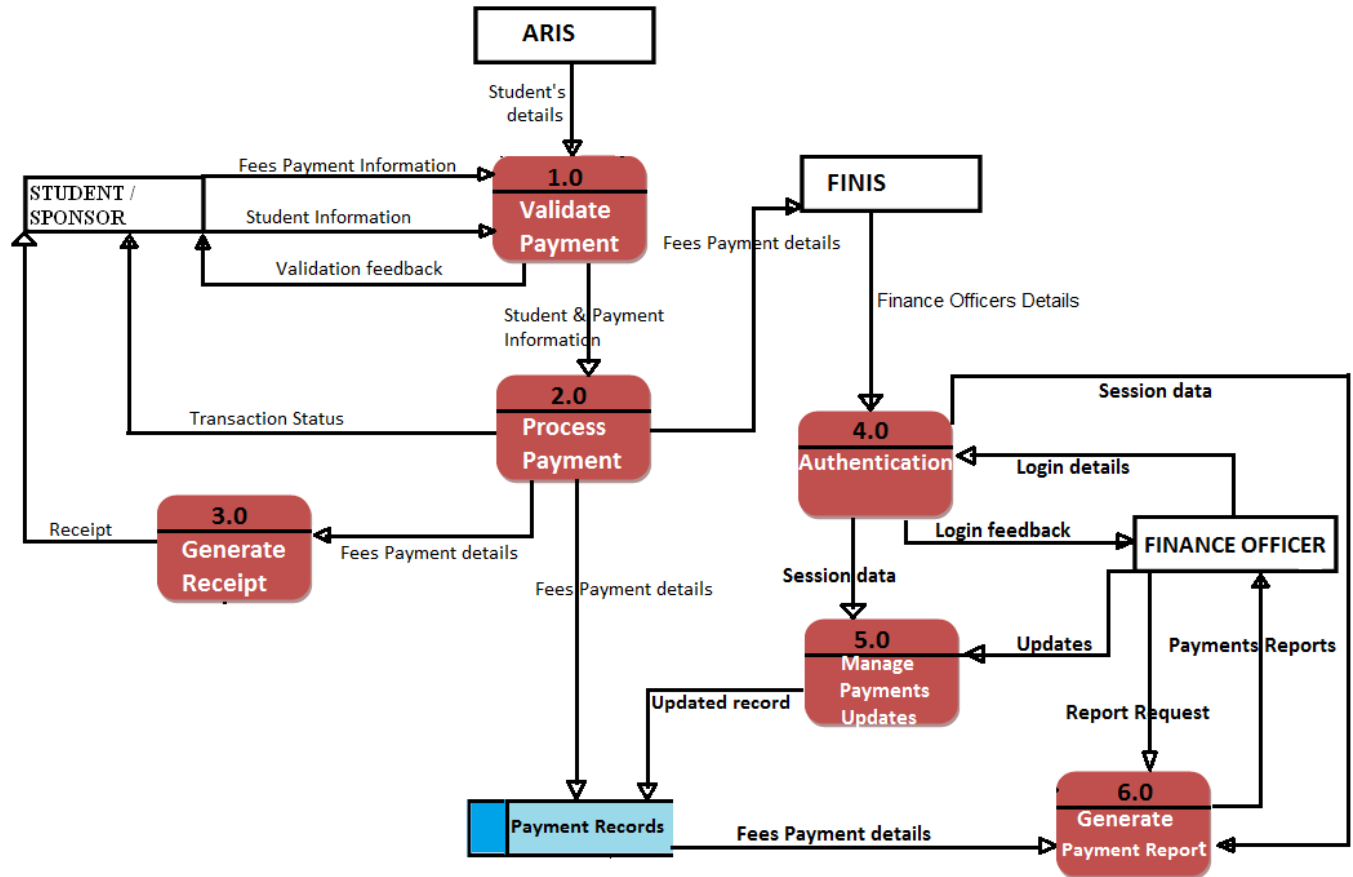 ARIS
Student's
details
Fees Payment Information
STUDENT /
SPONSOR
Student Information
Validation feedback
1.0
Validate
Payment
FINIS
Fees Payment details
Finance Officers Details
Student & Payment
Information
2.0
Process
Payment
Transaction Status
Session data
4.0
Authentication
Login details
Login feedback
FINANCE OFFICER
3.0
Generate
Receipt
Receipt
Fees Payment details
Fees Payment details
Session data
5.0
Manage
Payments
Updates
Updates
Payments Reports
Updated record
Report Request
6.0
Generate
Payment Report
Payment Records
Fees Payment details